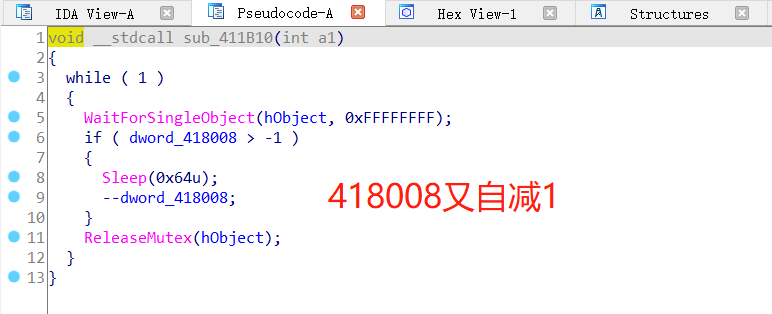 IDA View-A Pseudocode-A Hex View-1 Structures
1 void __stdcall sub_411B10(int a1)
2 {
3 while ( 1 )
4 {
5 WaitForSingleObject(hObject, 0xFFFFFFFF);
6 if ( dword_418008 > -1 )
7 {
8 Sleep(0x64u);
9 --dword_418008;
10 }
11 ReleaseMutex(hObject);
12 }
13 }
418008又自减1